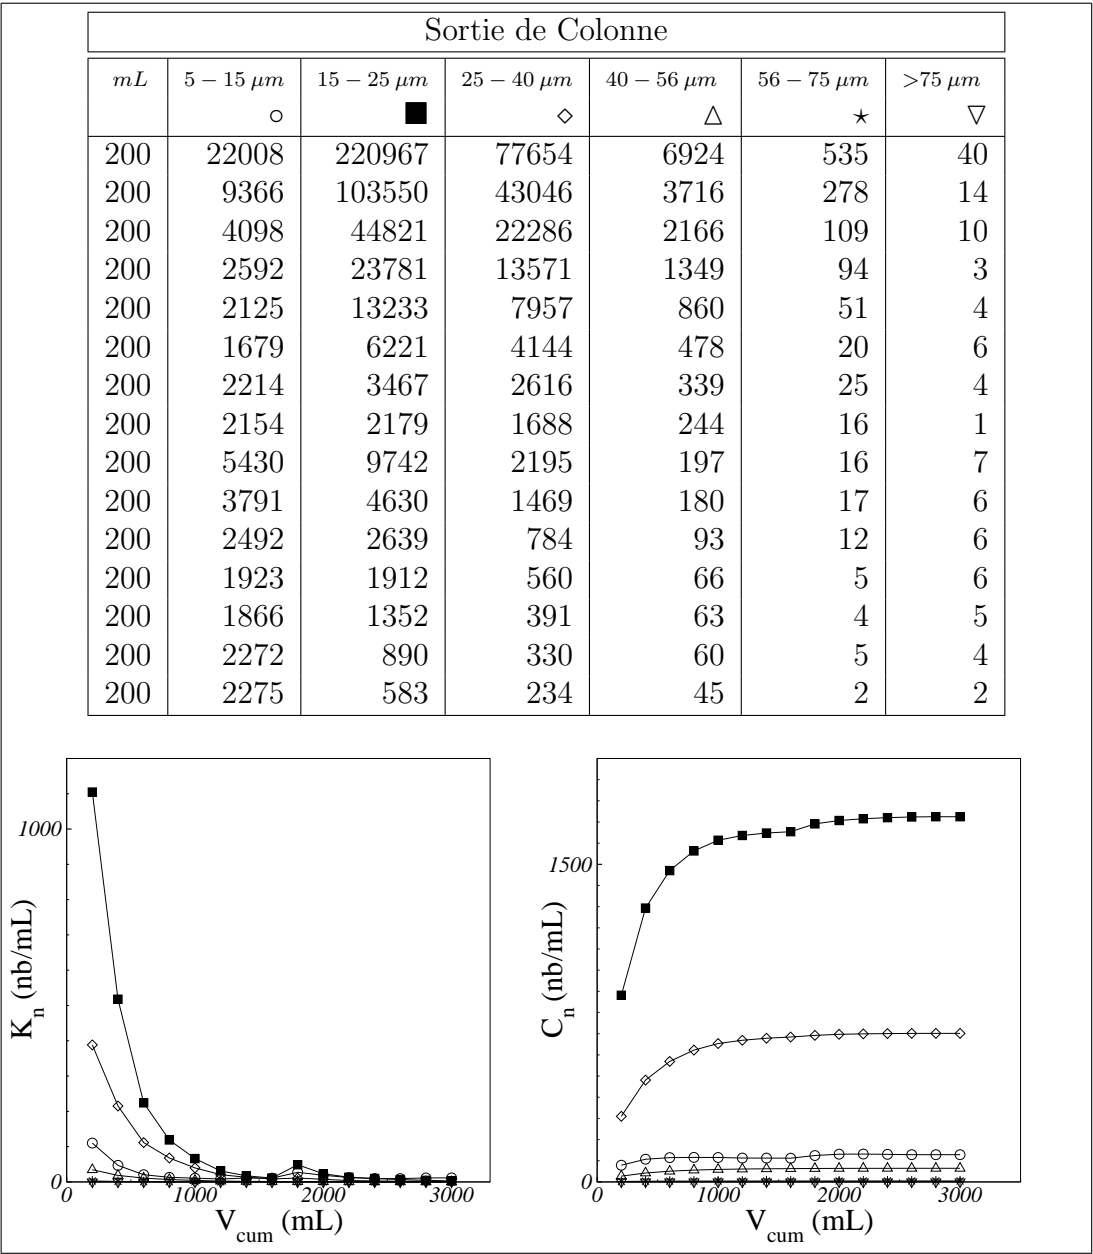 Sortie de Colonne
mL 5 – 15 μm 15 – 25 μm 25 – 40 μm 40 – 56 μm 56 – 75 μm >75 μm
○ ■ ◇ △ ⋆ ▽
200 22008 220967 77654 6924 535 40
200 9366 103550 43046 3716 278 14
200 4098 44821 22286 2166 109 10
200 2592 23781 13571 1349 94 3
200 2125 13233 7957 860 51 4
200 1679 6221 4144 478 20 6
200 2214 3467 2616 339 25 4
200 2154 2179 1688 244 16 1
200 5430 9742 2195 197 16 7
200 3791 4630 1469 180 17 6
200 2492 2639 784 93 12 6
200 1923 1912 560 66 5 6
200 1866 1352 391 63 4 5
200 2272 890 330 60 5 4
200 2275 583 234 45 2 2
1000
0
K_n (nb/mL)
0 1000 2000 3000
V_cum (mL)
1500
0
C_n (nb/mL)
0 1000 2000 3000
V_cum (mL)